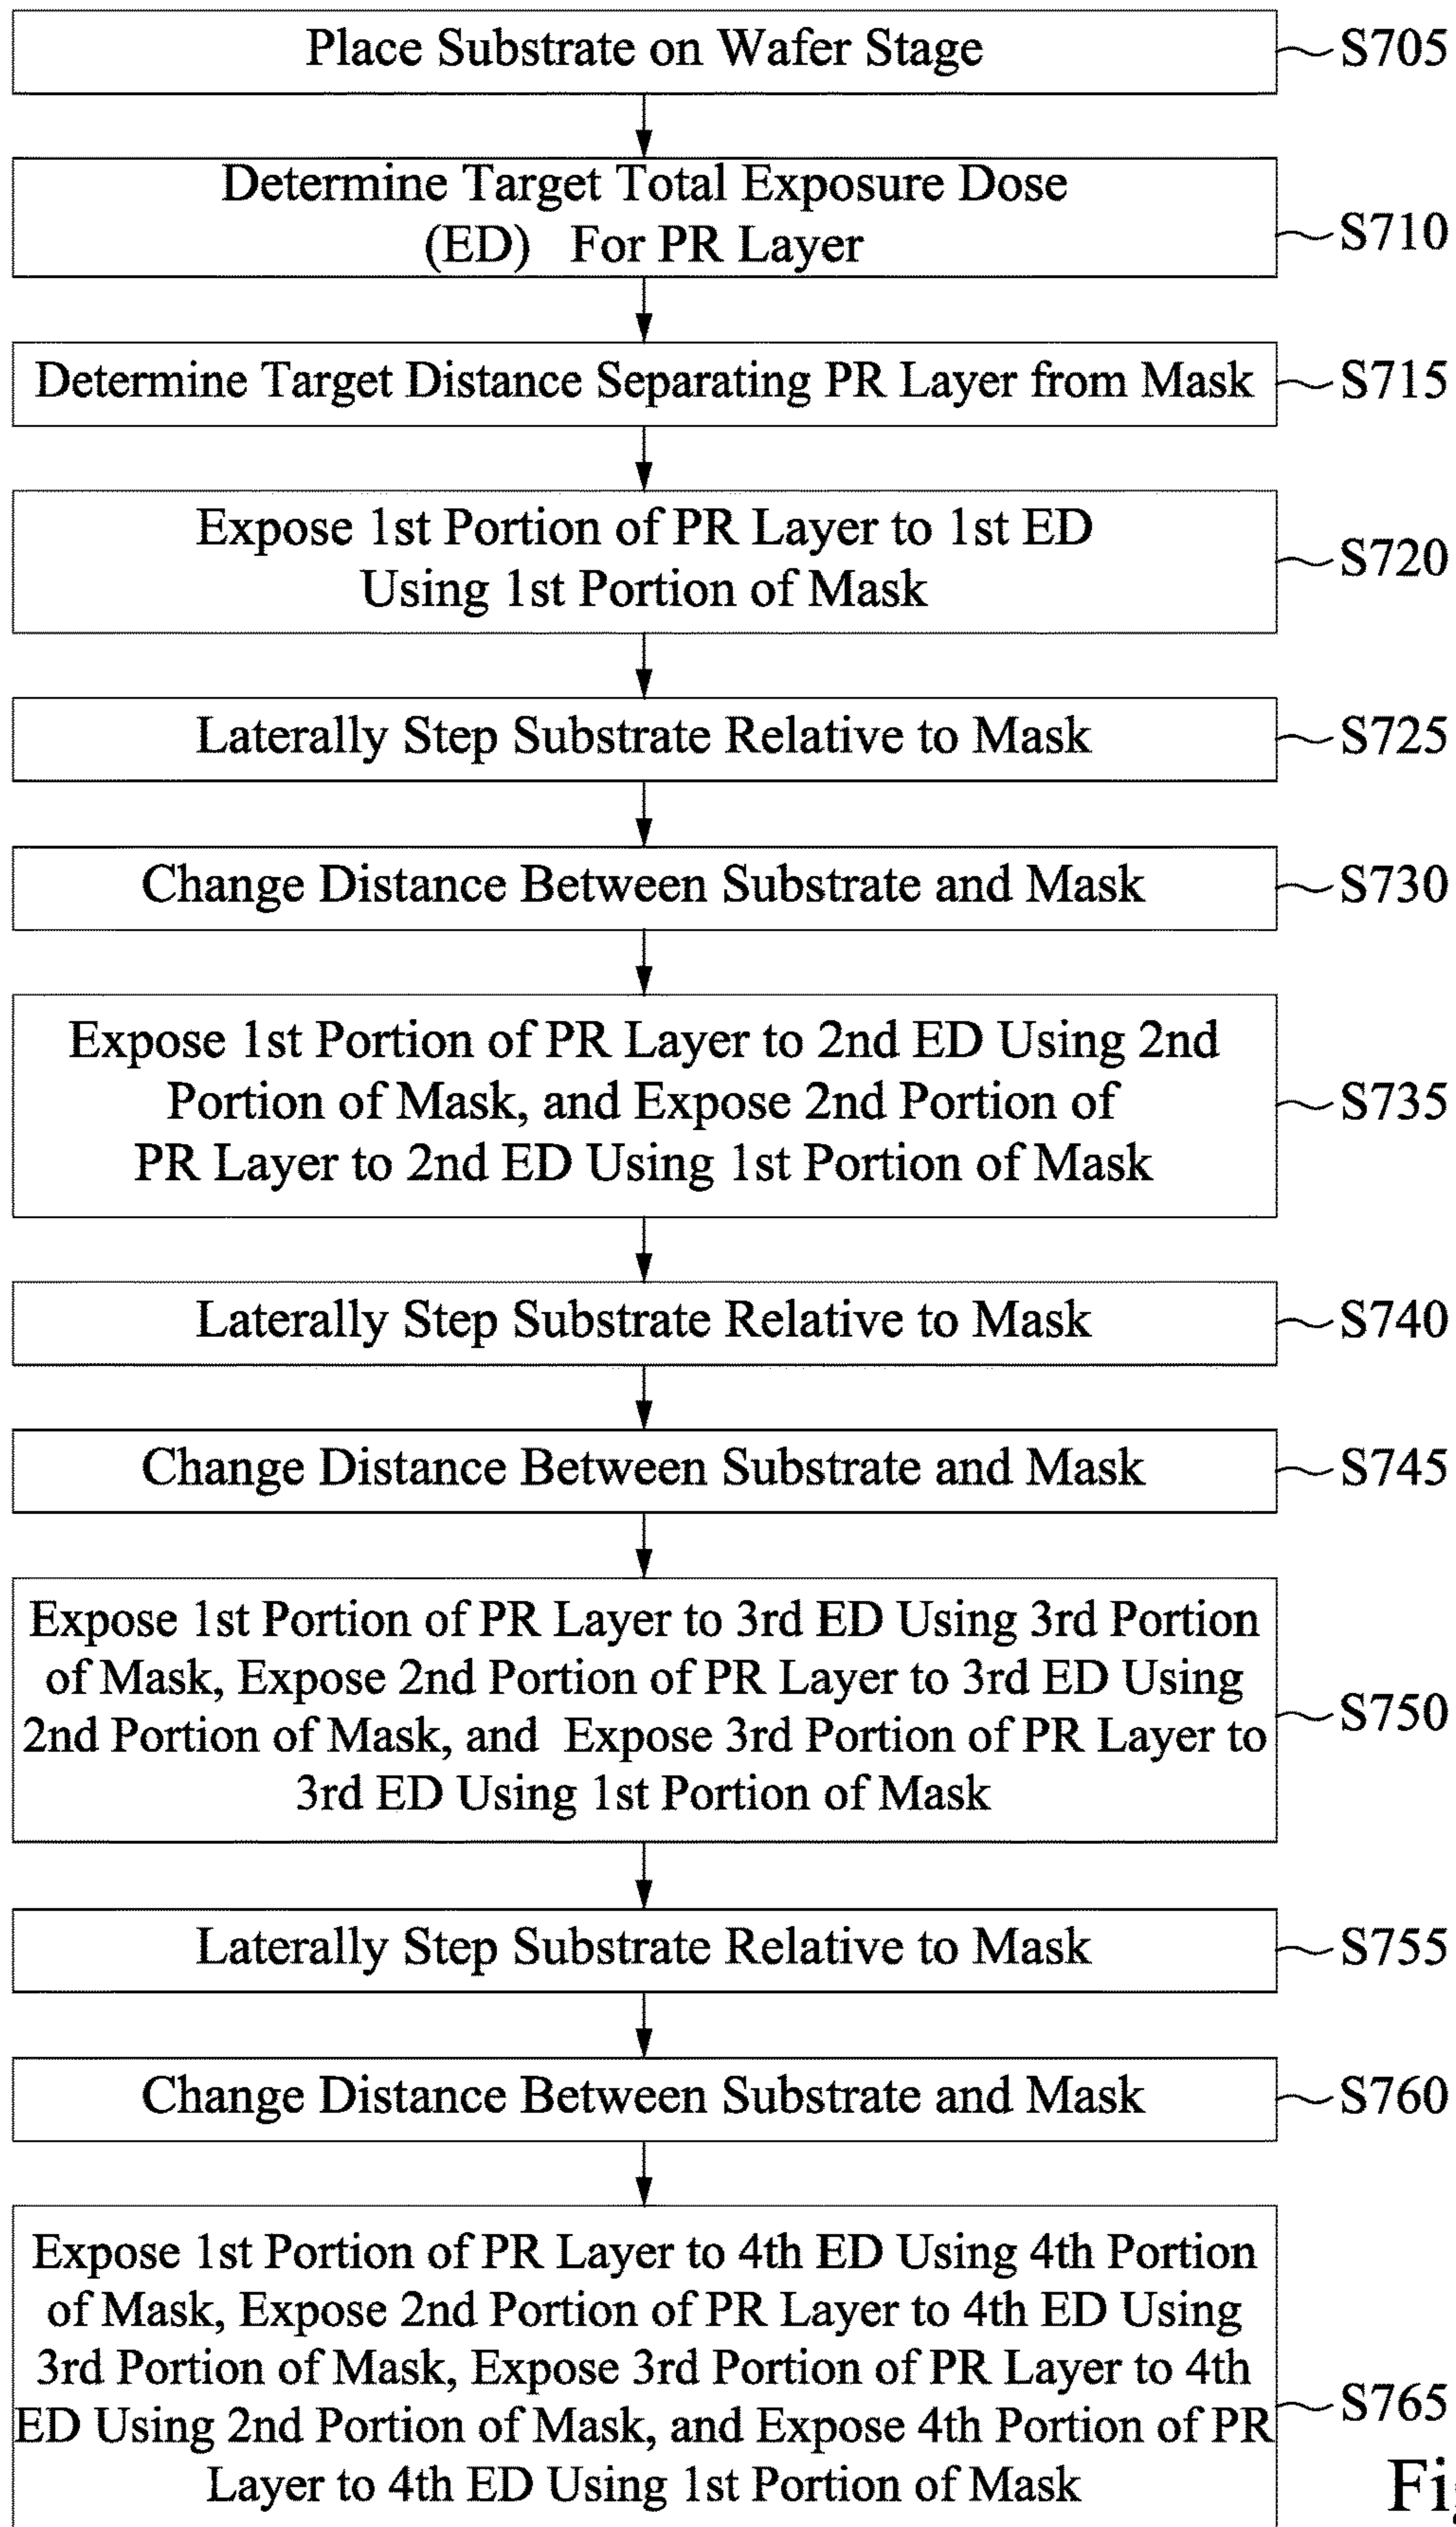 Place Substrate on Wafer Stage
S705
Determine Target Total Exposure Dose
(ED) For PR Layer
S710
Determine Target Distance Separating PR Layer from Mask
S715
Expose 1st Portion of PR Layer to 1st ED
Using 1st Portion of Mask
S720
Laterally Step Substrate Relative to Mask
S725
Change Distance Between Substrate and Mask
S730
Expose 1st Portion of PR Layer to 2nd ED Using 2nd
Portion of Mask, and Expose 2nd Portion of
PR Layer to 2nd ED Using 1st Portion of Mask
S735
Laterally Step Substrate Relative to Mask
S740
Change Distance Between Substrate and Mask
S745
Expose 1st Portion of PR Layer to 3rd ED Using 3rd Portion
of Mask, Expose 2nd Portion of PR Layer to 3rd ED Using
2nd Portion of Mask, and Expose 3rd Portion of PR Layer to
3rd ED Using 1st Portion of Mask
S750
Laterally Step Substrate Relative to Mask
S755
Change Distance Between Substrate and Mask
S760
Expose 1st Portion of PR Layer to 4th ED Using 4th Portion
of Mask, Expose 2nd Portion of PR Layer to 4th ED Using
3rd Portion of Mask, Expose 3rd Portion of PR Layer to 4th
ED Using 2nd Portion of Mask, and Expose 4th Portion of PR
Layer to 4th ED Using 1st Portion of Mask
S765